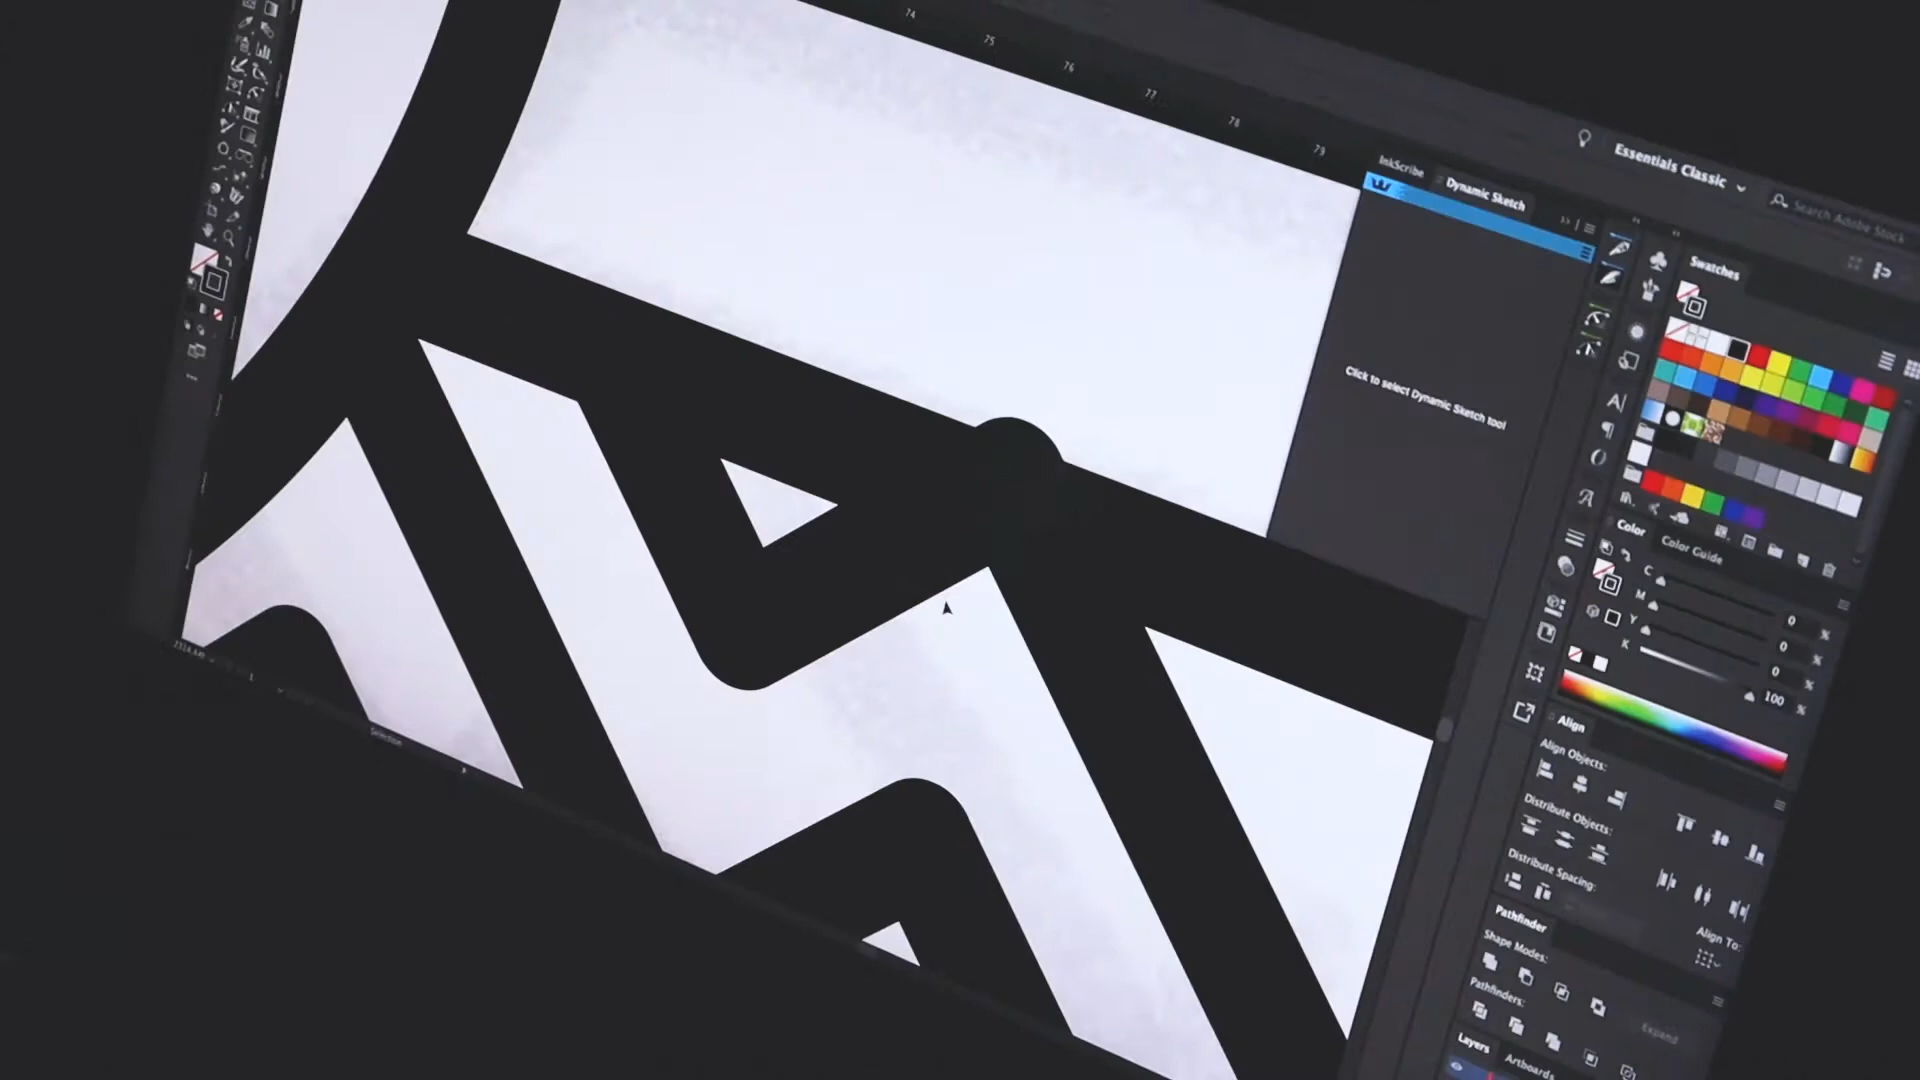 74
75
76
77
78
79
Essentials Classic
Search Adobe Stock
InkScribe
Dynamic Sketch
Swatches
Click to select Dynamic Sketch tool
Color
Color Guide
C
0 %
M
0 %
Y
0 %
K
100 %
Align
Align Objects:
Distribute Objects:
Distribute Spacing:
Align To:
Pathfinder
Shape Modes:
Pathfinders:
Expand
Layers
Artboards
Selection